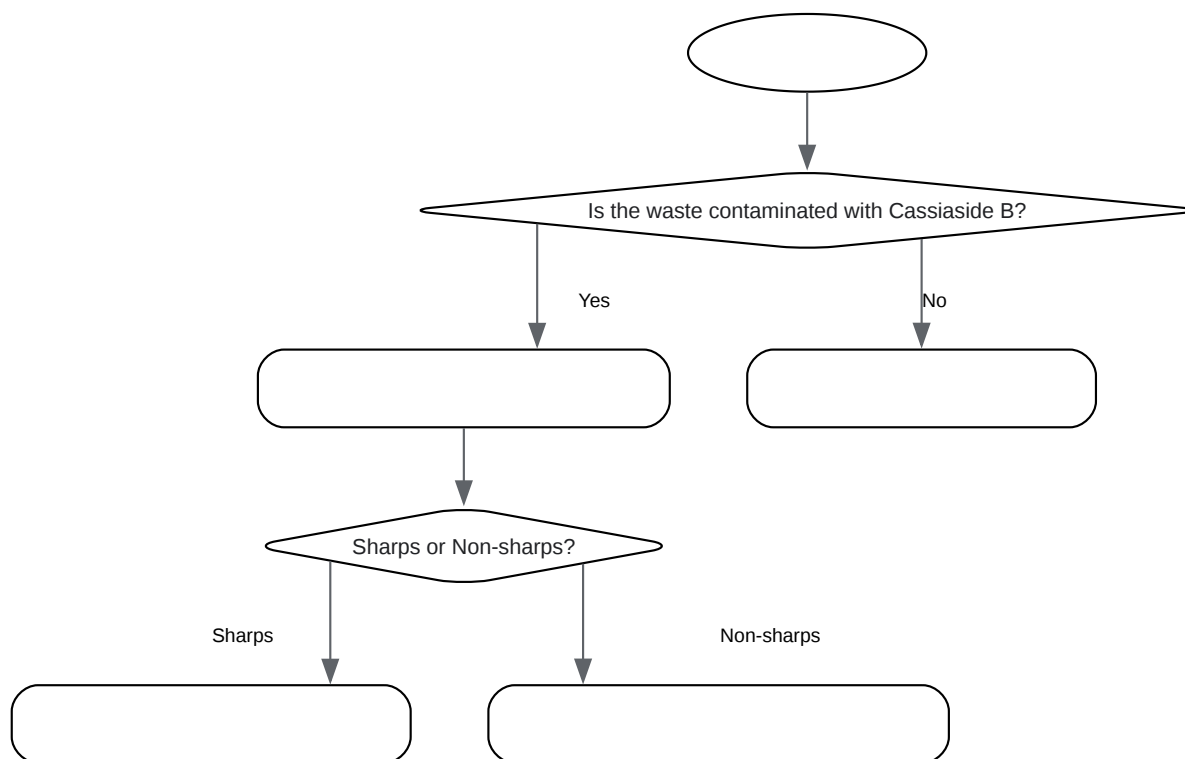 Is the waste contaminated with Cassiaside B?
Yes
No
Sharps or Non-sharps?
Sharps
Non-sharps